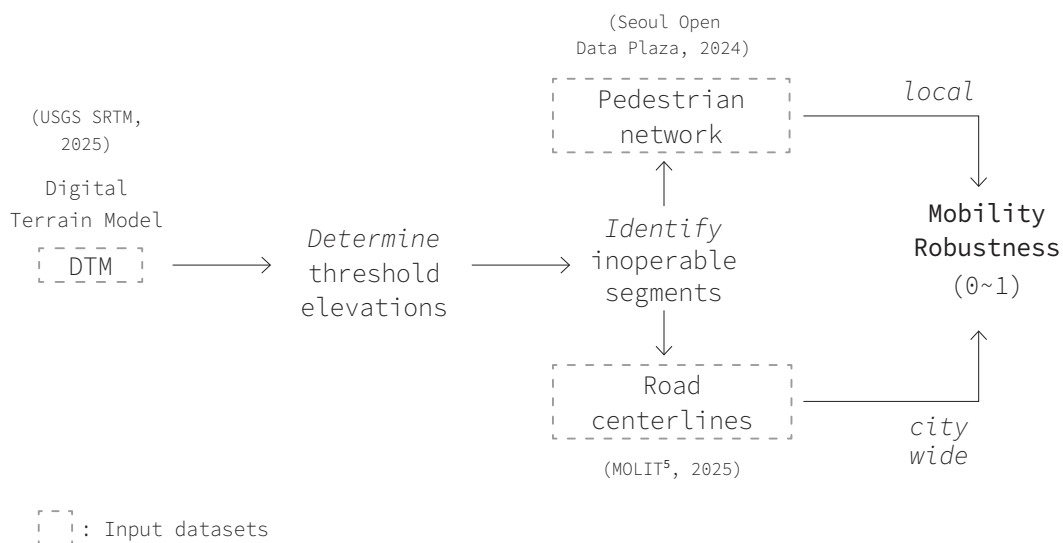 (USGS SRTM,
2025)
Digital
Terrain Model
DTM
Determine
threshold
elevations
Identify
inoperable
segments
(Seoul Open
Data Plaza, 2024)
Pedestrian
network
Road
centerlines
(MOLIT⁵, 2025)
local
city
wide
Mobility
Robustness
(0~1)
: Input datasets